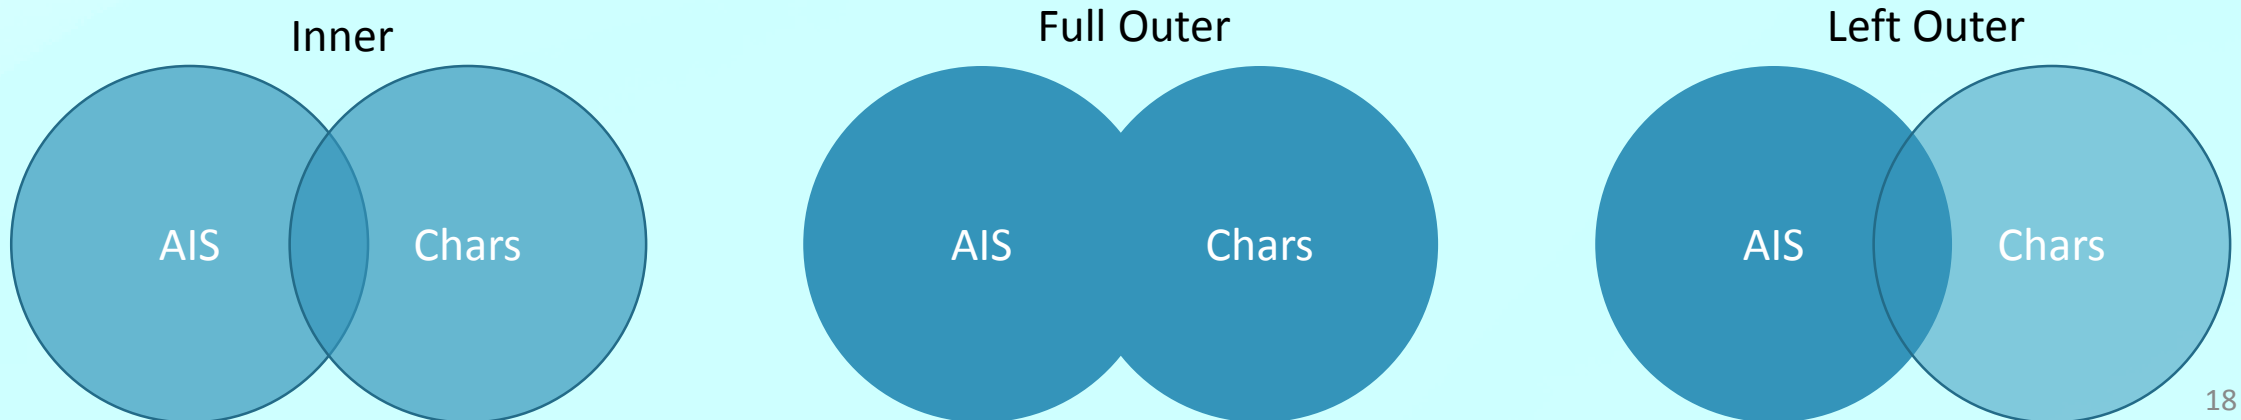 Inner
Full Outer
Left Outer
AIS
Chars
AIS
Chars
AIS
Chars
18